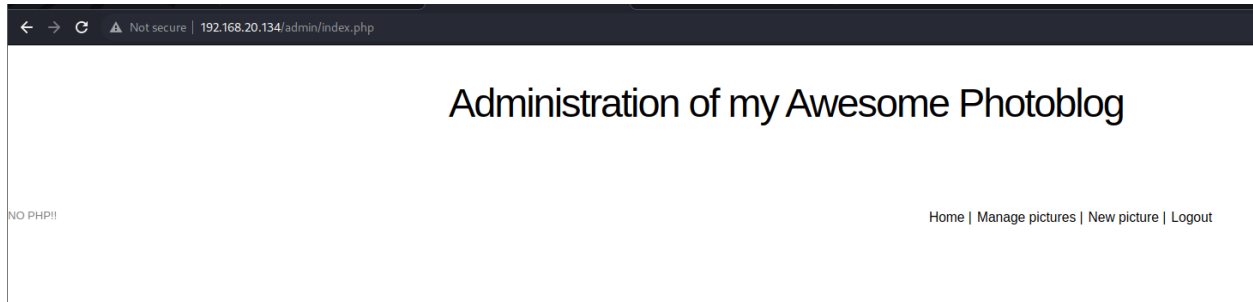 Not secure | 192.168.20.134/admin/index.php
Administration of my Awesome Photoblog
NO PHP!!
Home | Manage pictures | New picture | Logout